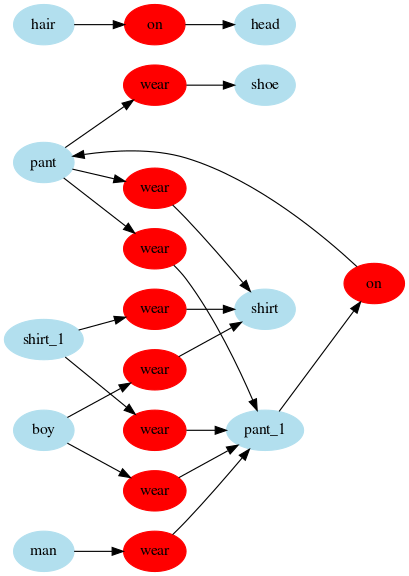 hair on head
wear shoe
pant
wear
wear
on
wear shirt
shirt_1
wear
boy wear pant_1
wear
man wear